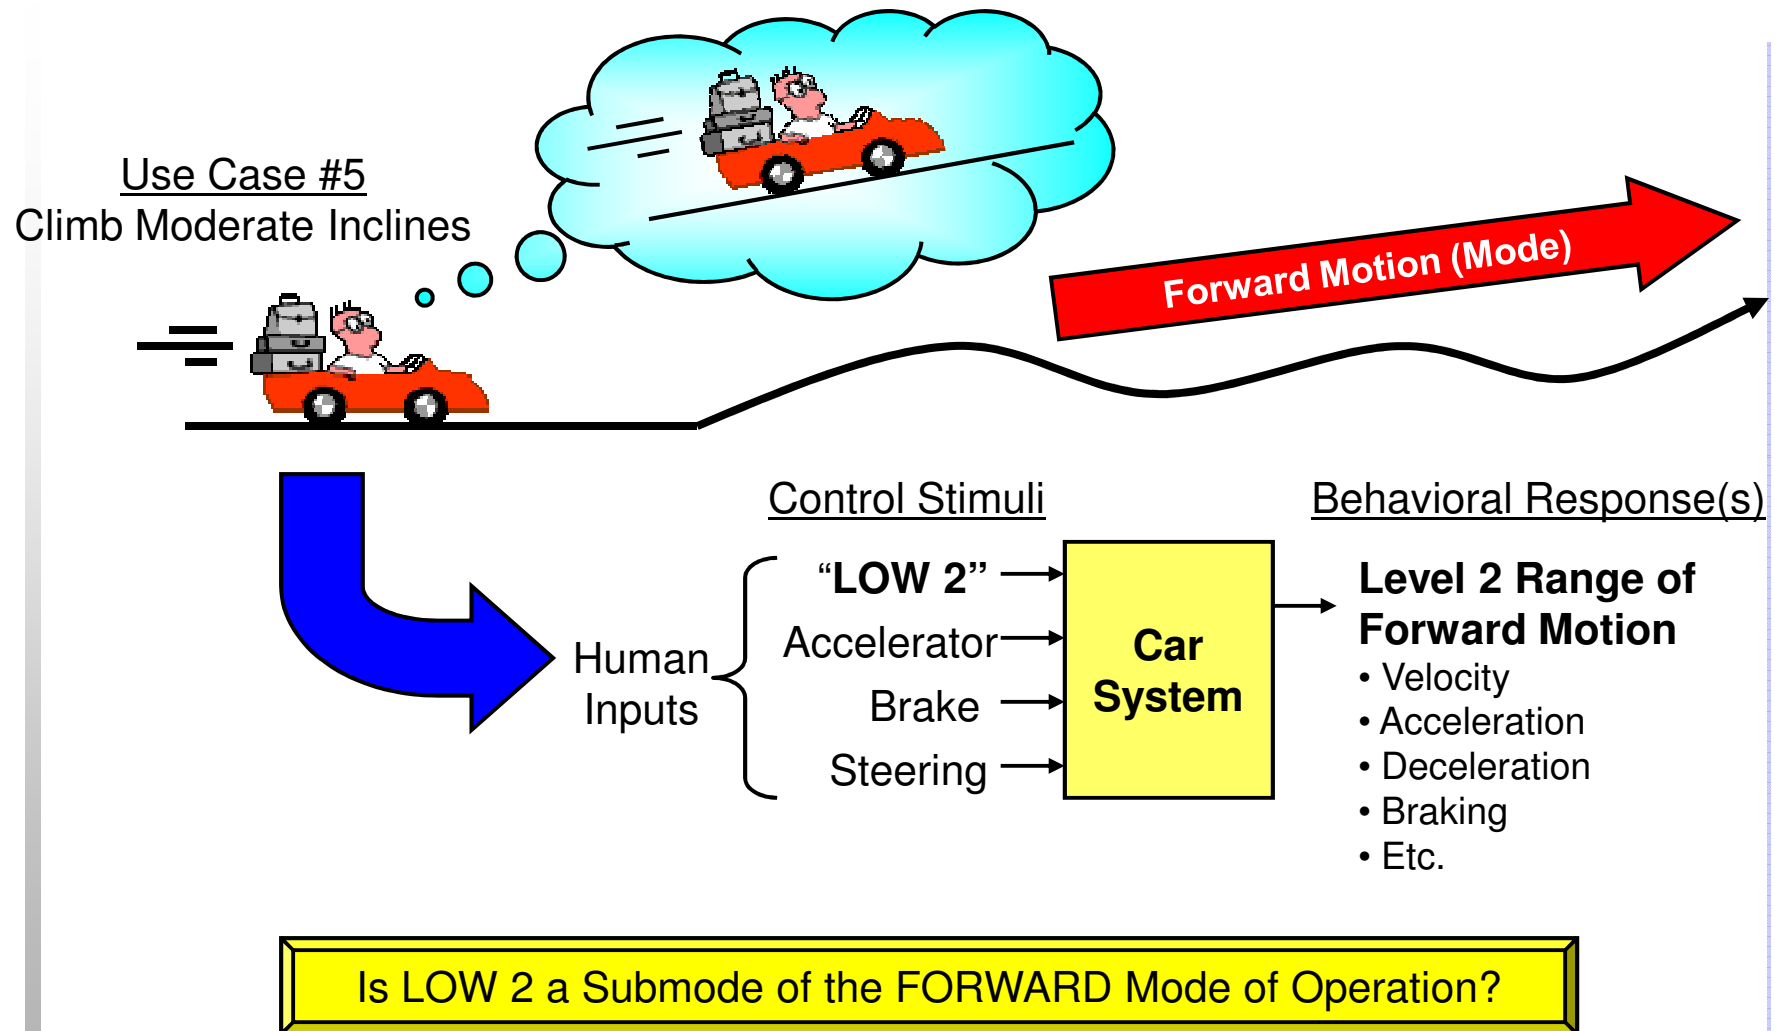 Use Case #5
Climb Moderate Inclines
Forward Motion (Mode)
Control Stimuli
Behavioral Response(s)
Human
Inputs
“LOW 2”
Accelerator
Brake
Steering
Car
System
Level 2 Range of
Forward Motion
• Velocity
• Acceleration
• Deceleration
• Braking
• Etc.
Is LOW 2 a Submode of the FORWARD Mode of Operation?